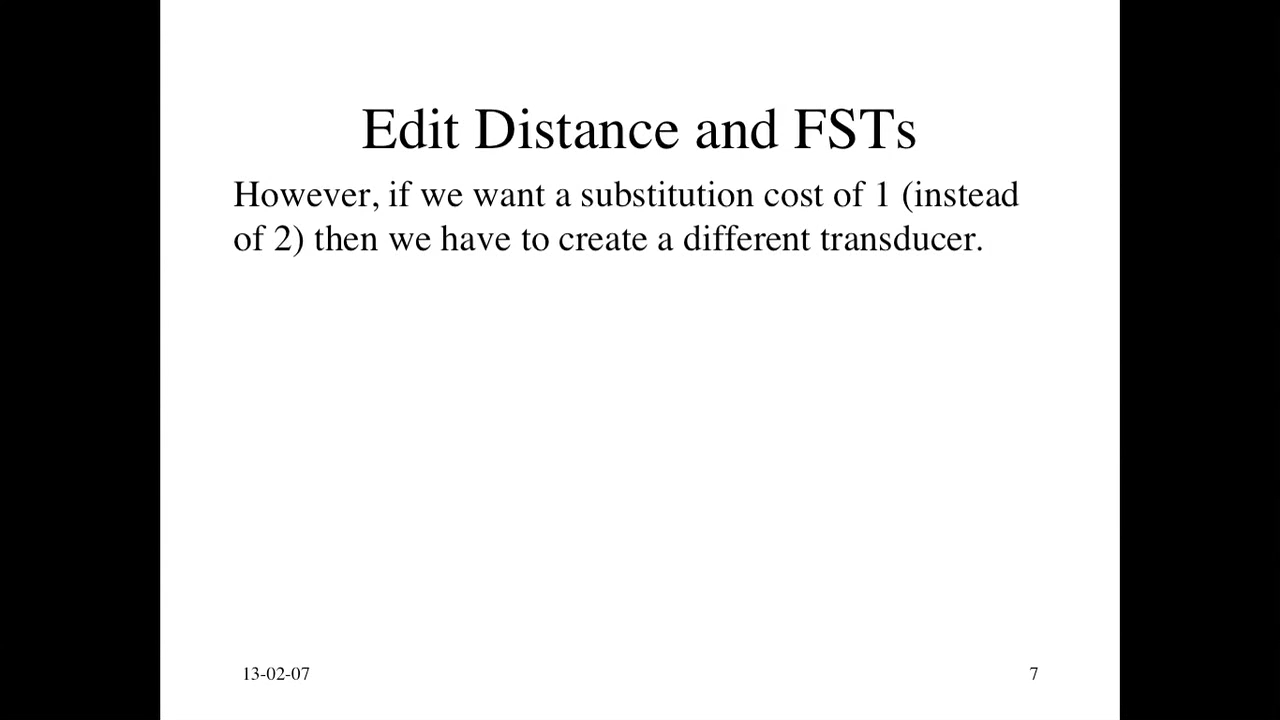 Edit Distance and FSTs
However, if we want a substitution cost of 1 (instead
of 2) then we have to create a different transducer.
13-02-07
7